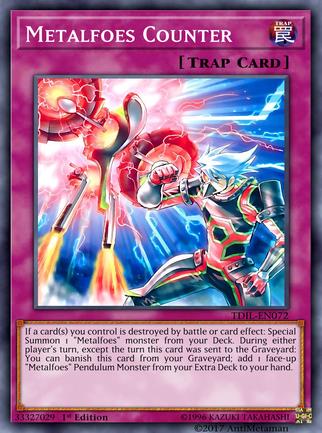 METALFOES COUNTER
TRAP
罠
[TRAP CARD]
TDIL-EN072
If a card(s) you control is destroyed by battle or card effect: Special
Summon 1 "Metalfoes" monster from your Deck. During either
player's turn, except the turn this card was sent to the Graveyard:
You can banish this card from your Graveyard; add 1 face-up
"Metalfoes" Pendulum Monster from your Extra Deck to your hand.
33327029 1st Edition ©1996 KAZUKI TAKAHASHI
©2017 AntiMetaman